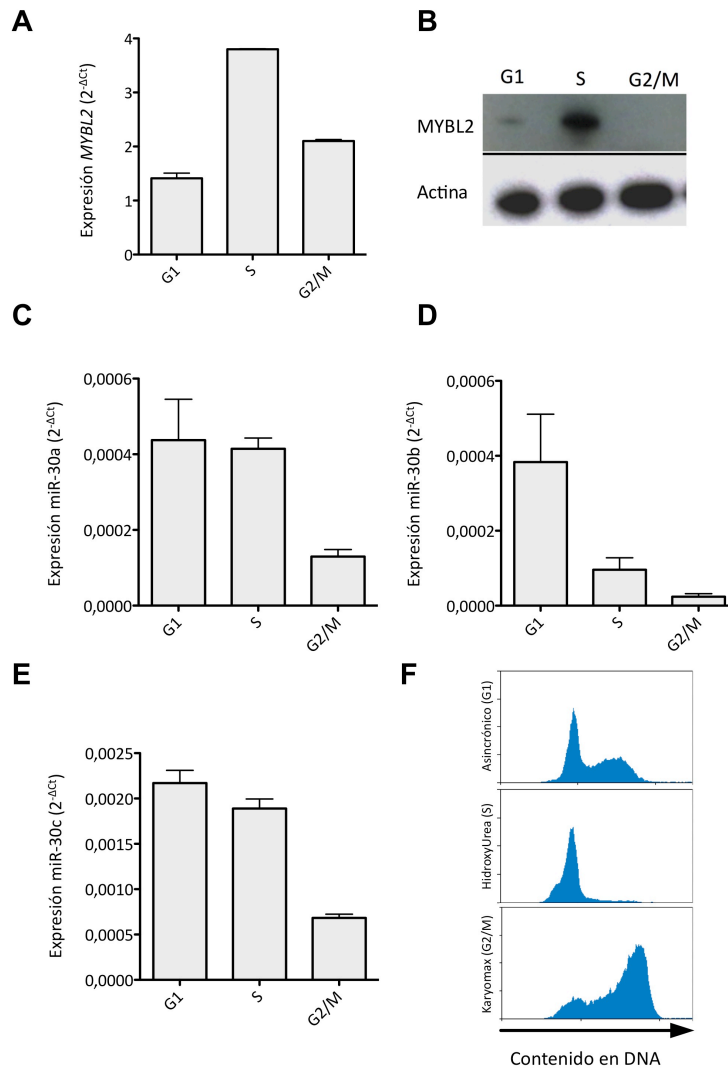 A
Expresión MYBL2 (2-ΔCt)
4
3
2
1
0
G1
S
G2/M
B
G1
S
G2/M
MYBL2
Actina
C
Expresión miR-30a (2-ΔCt)
0,0006
0,0004
0,0002
0,0000
G1
S
G2/M
D
Expresión miR-30b (2-ΔCt)
0,0006
0,0004
0,0002
0,0000
G1
S
G2/M
E
Expresión miR-30c (2-ΔCt)
0,0025
0,0020
0,0015
0,0010
0,0005
0,0000
G1
S
G2/M
F
Asincrónico (G1)
HidroxyUrea (S)
Karyomax (G2/M)
Contenido en DNA